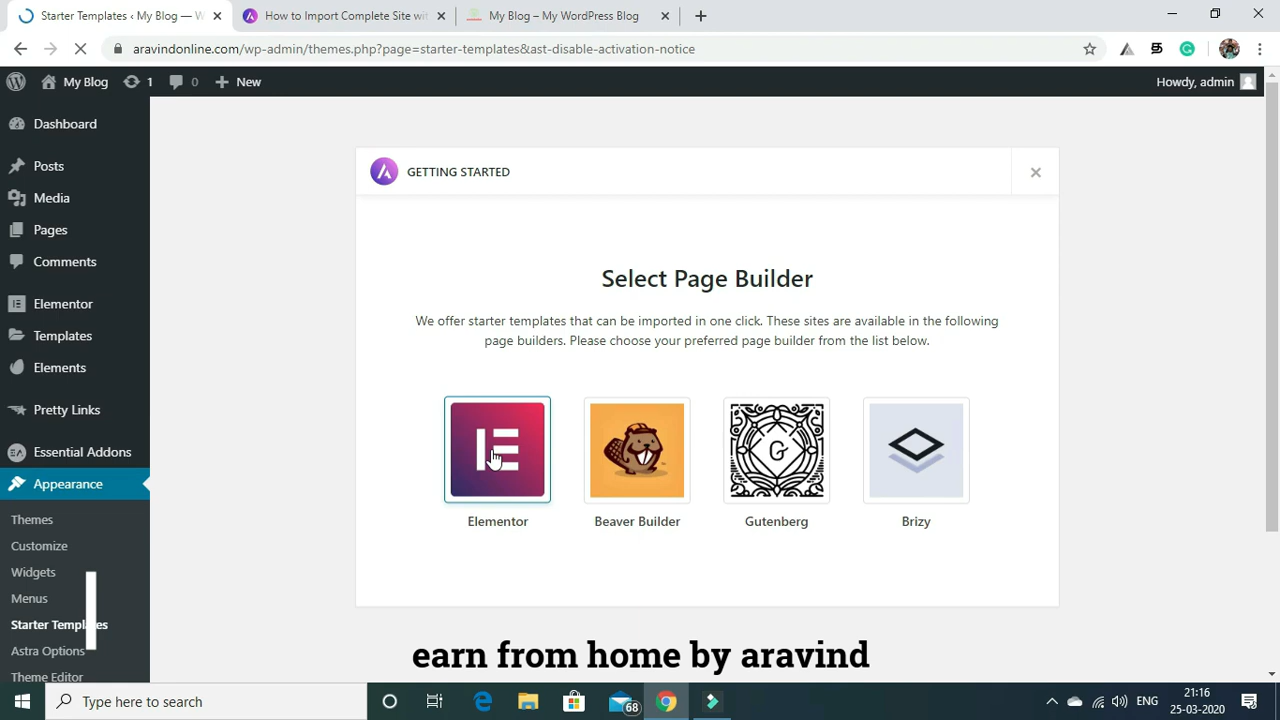 Starter Templates ‹ My Blog — W
How to Import Complete Site wit
My Blog – My WordPress Blog
aravindonline.com/wp-admin/themes.php?page=starter-templates&ast-disable-activation-notice
My Blog
1
0
New
Howdy, admin
Dashboard
Posts
Media
Pages
Comments
Elementor
Templates
Elements
Pretty Links
Essential Addons
Appearance
Themes
Customize
Widgets
Menus
Starter Templates
Astra Options
Theme Editor
GETTING STARTED
Select Page Builder
We offer starter templates that can be imported in one click. These sites are available in the following
page builders. Please choose your preferred page builder from the list below.
Elementor
Beaver Builder
Gutenberg
Brizy
earn from home by aravind
Type here to search
68
ENG
21:16
25-03-2020